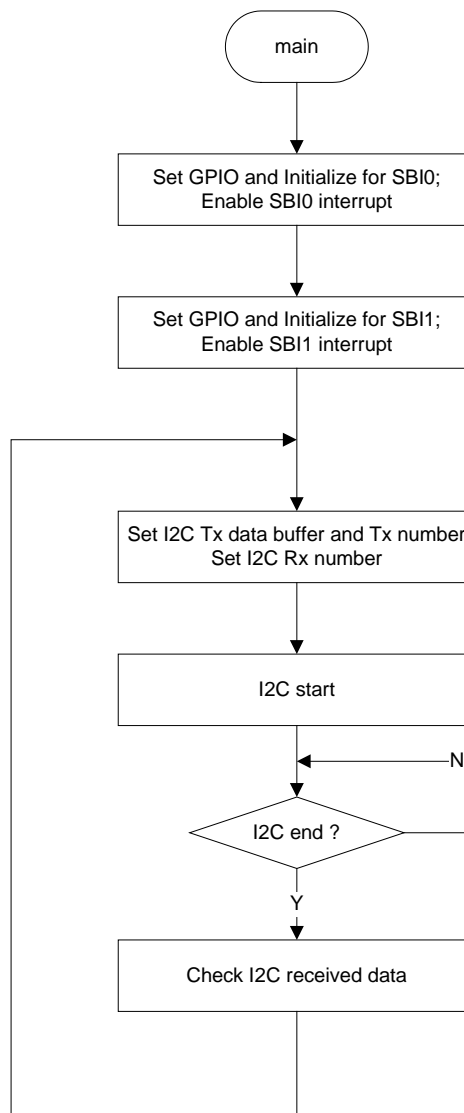 main
Set GPIO and Initialize for SBI0;
Enable SBI0 interrupt
Set GPIO and Initialize for SBI1;
Enable SBI1 interrupt
Set I2C Tx data buffer and Tx number
Set I2C Rx number
I2C start
N
I2C end ?
Y
Check I2C received data